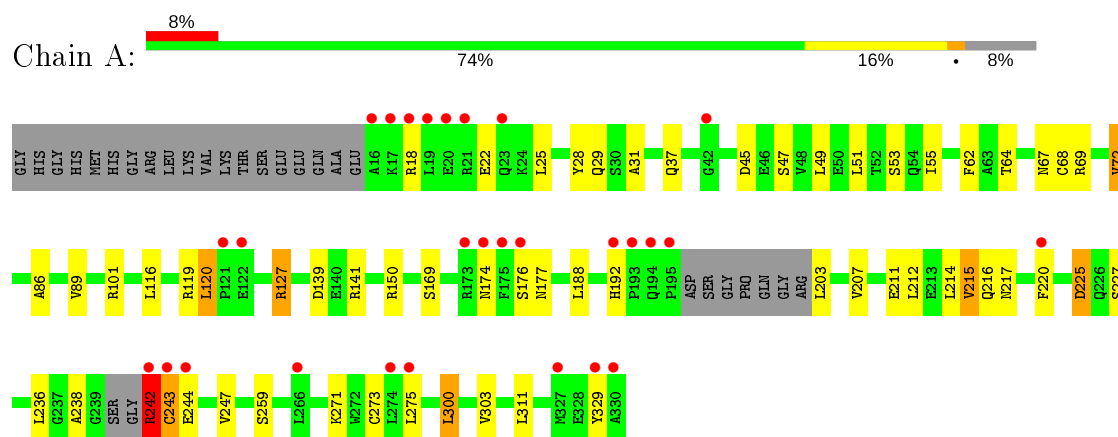 8%
Chain A:
74% 16% • 8%
GLY HIS GLY HIS MET HIS GLY ARG LEU LYS VAL LYS THR SER GLU GLU GLN ALA GLU A16 K17 R18 L19 E20 R21 E22 Q23 K24 L25 Y28 Q29 S30 A31 Q37 G42 D45 E46 S47 V48 L49 E50 L51 T52 S53 Q54 I55 F62 A63 T64 N67 C68 R69
A86 V89 R101 L116 R119 L120 P121 E122 R127 D139 E140 R141 R150 S169 R173 N174 F175 S176 N177 L188 H192 P193 Q194 P195 ASP SER GLY PRO GLN GLY ARG L203 V207 E211 L212 E213 L214 V215 Q216 N217 F220 D225 Q226 S227
L236 G237 A238 G239 SER GLY R242 C243 E244 V247 S259 L266 K271 W272 C273 L274 L275 L300 V303 L311 M327 E328 Y329 A330